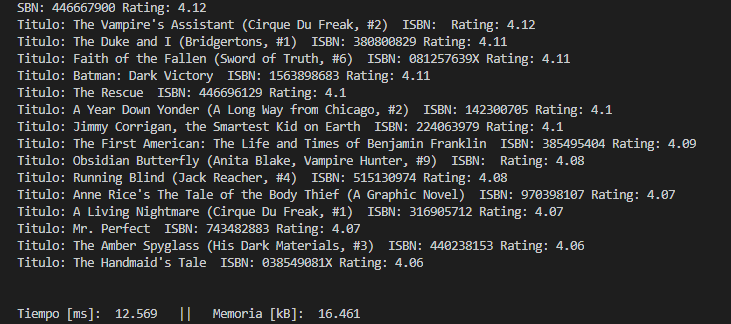 SBN: 446667900 Rating: 4.12
Titulo: The Vampire's Assistant (Cirque Du Freak, #2)  ISBN:  Rating: 4.12
Titulo: The Duke and I (Bridgertons, #1)  ISBN: 380800829 Rating: 4.11
Titulo: Faith of the Fallen (Sword of Truth, #6)  ISBN: 081257639X Rating: 4.11
Titulo: Batman: Dark Victory  ISBN: 1563898683 Rating: 4.11
Titulo: The Rescue  ISBN: 446696129 Rating: 4.1
Titulo: A Year Down Yonder (A Long Way from Chicago, #2)  ISBN: 142300705 Rating: 4.1
Titulo: Jimmy Corrigan, the Smartest Kid on Earth  ISBN: 224063979 Rating: 4.1
Titulo: The First American: The Life and Times of Benjamin Franklin  ISBN: 385495404 Rating: 4.09
Titulo: Obsidian Butterfly (Anita Blake, Vampire Hunter, #9)  ISBN:  Rating: 4.08
Titulo: Running Blind (Jack Reacher, #4)  ISBN: 515130974 Rating: 4.08
Titulo: Anne Rice's The Tale of the Body Thief (A Graphic Novel)  ISBN: 970398107 Rating: 4.07
Titulo: A Living Nightmare (Cirque Du Freak, #1)  ISBN: 316905712 Rating: 4.07
Titulo: Mr. Perfect  ISBN: 743482883 Rating: 4.07
Titulo: The Amber Spyglass (His Dark Materials, #3)  ISBN: 440238153 Rating: 4.06
Titulo: The Handmaid's Tale  ISBN: 038549081X Rating: 4.06
Tiempo [ms]:  12.569   ||   Memoria [kB]:  16.461